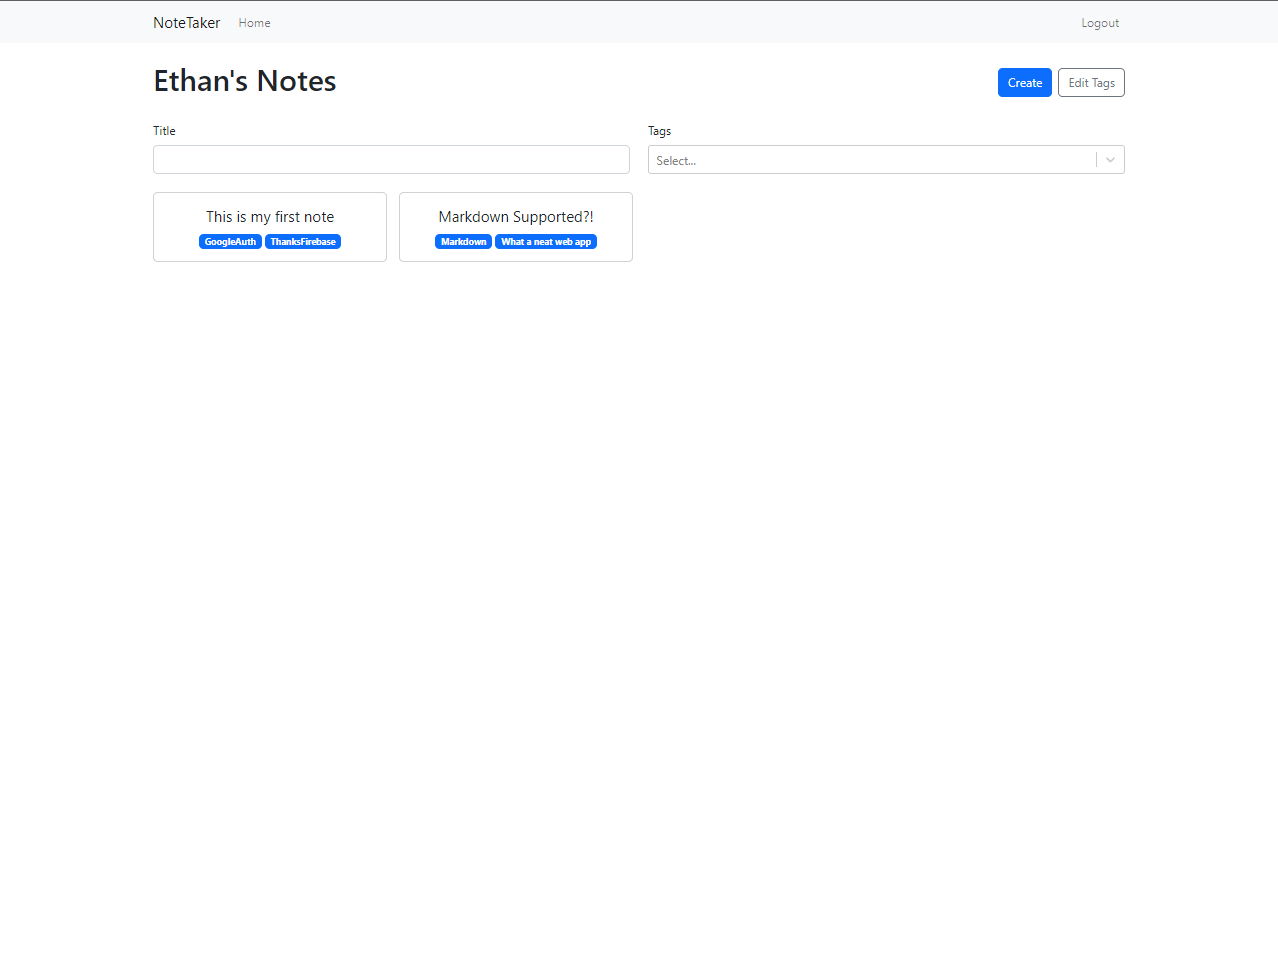 NoteTaker Home Logout
Ethan's Notes Create Edit Tags
Title Tags
Select...
This is my first note Markdown Supported?!
GoogleAuth ThanksFirebase Markdown What a neat web app